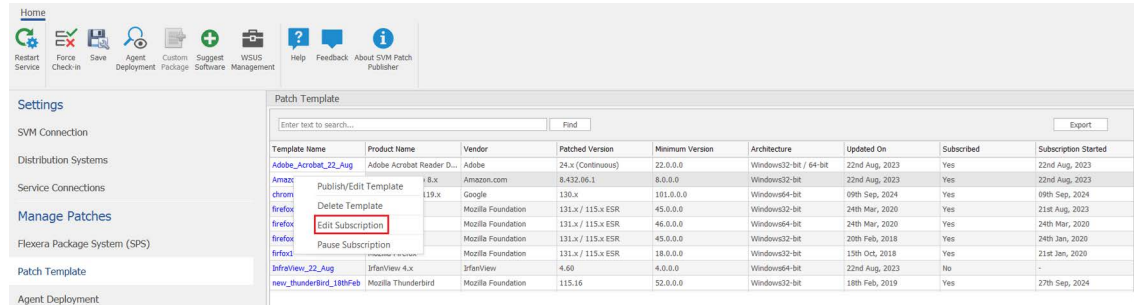 Home
Restart Service
Force Check-in
Save
Agent Deployment
Custom Package
Suggest Software
WSUS Management
Help
Feedback
About SVM Patch Publisher
Settings
SVM Connection
Distribution Systems
Service Connections
Manage Patches
Flexera Package System (SPS)
Patch Template
Agent Deployment
Patch Template
Enter text to search... Find Export
Template Name Product Name Vendor Patched Version Minimum Version Architecture Updated On Subscribed Subscription Started
Adobe_Acrobat_22_Aug Adobe Acrobat Reader D... Adobe 24.x (Continuous) 22.0.0.0 Windows32-bit / 64-bit 22nd Aug, 2023 Yes 22nd Aug, 2023
Amazo 8.x Amazon.com 8.432.06.1 8.0.0.0 Windows32-bit 22nd Aug, 2023 Yes 22nd Aug, 2023
chrom 119.x Google 130.x 101.0.0.0 Windows64-bit 09th Sep, 2024 Yes 09th Sep, 2024
firefox Mozilla Foundation 131.x / 115.x ESR 45.0.0.0 Windows32-bit 24th Mar, 2020 Yes 21st Aug, 2023
firefox Mozilla Foundation 131.x / 115.x ESR 46.0.0.0 Windows64-bit 24th Mar, 2020 Yes 24th Mar, 2020
firefox Mozilla Foundation 131.x / 115.x ESR 45.0.0.0 Windows64-bit 20th Feb, 2018 Yes 24th Jan, 2020
firfox1 Mozilla Foundation 131.x / 115.x ESR 18.0.0.0 Windows32-bit 15th Oct, 2018 Yes 21st Jan, 2020
InfraView_22_Aug IrfanView 4.x IrfanView 4.60 4.0.0.0 Windows64-bit 22nd Aug, 2023 No -
new_thunderBird_18thFeb Mozilla Thunderbird Mozilla Foundation 115.16 52.0.0.0 Windows32-bit 18th Feb, 2019 Yes 27th Sep, 2024
Publish/Edit Template
Delete Template
Edit Subscription
Pause Subscription